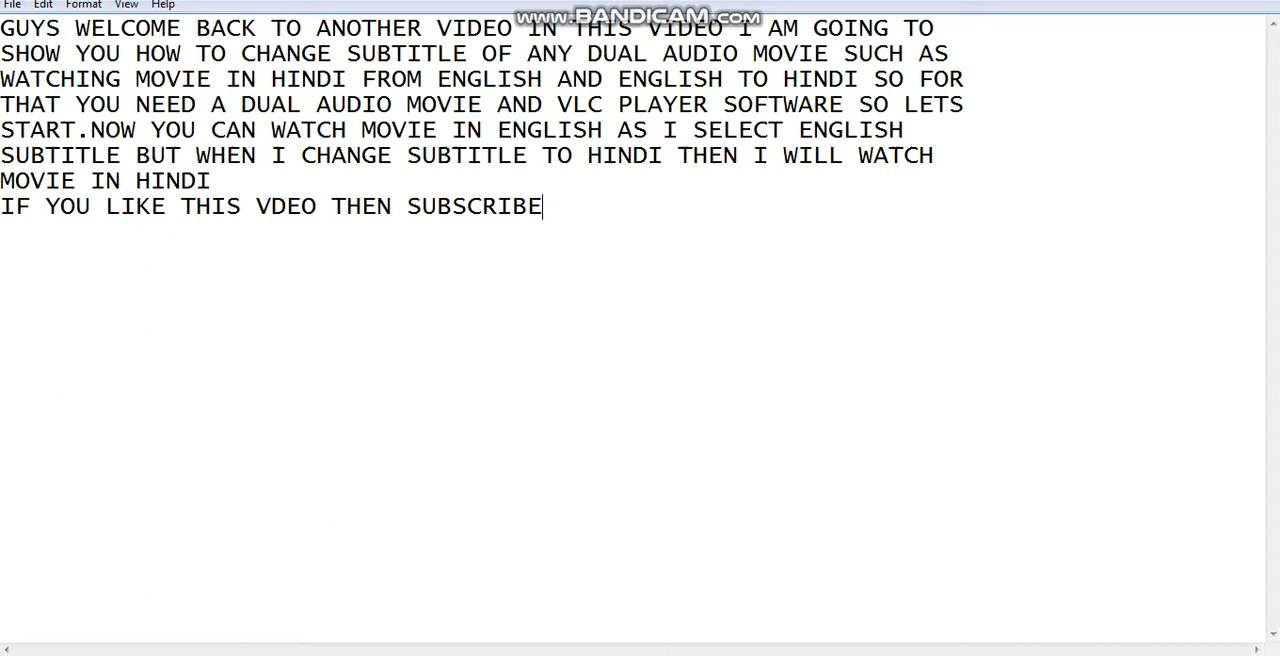 File Edit Format View Help
www.BANDICAM.com
GUYS WELCOME BACK TO ANOTHER VIDEO IN THIS VIDEO I AM GOING TO
SHOW YOU HOW TO CHANGE SUBTITLE OF ANY DUAL AUDIO MOVIE SUCH AS
WATCHING MOVIE IN HINDI FROM ENGLISH AND ENGLISH TO HINDI SO FOR
THAT YOU NEED A DUAL AUDIO MOVIE AND VLC PLAYER SOFTWARE SO LETS
START.NOW YOU CAN WATCH MOVIE IN ENGLISH AS I SELECT ENGLISH
SUBTITLE BUT WHEN I CHANGE SUBTITLE TO HINDI THEN I WILL WATCH
MOVIE IN HINDI
IF YOU LIKE THIS VDEO THEN SUBSCRIBE